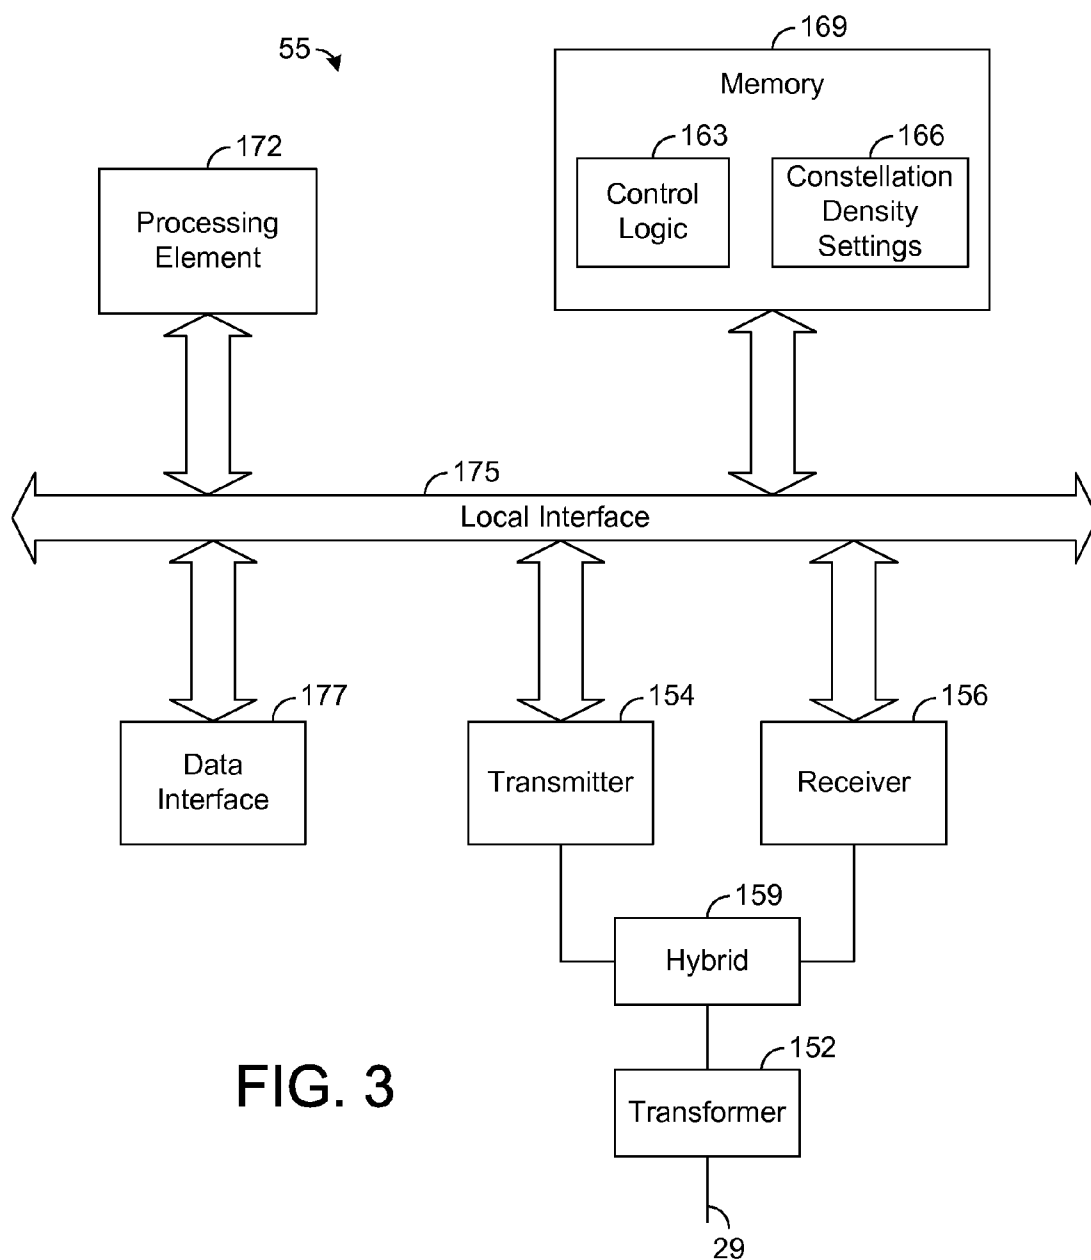 55
169
Memory
172
163
166
Processing
Element
Control
Logic
Constellation
Density
Settings
175
Local Interface
177
154
156
Data
Interface
Transmitter
Receiver
159
Hybrid
152
Transformer
FIG. 3
29